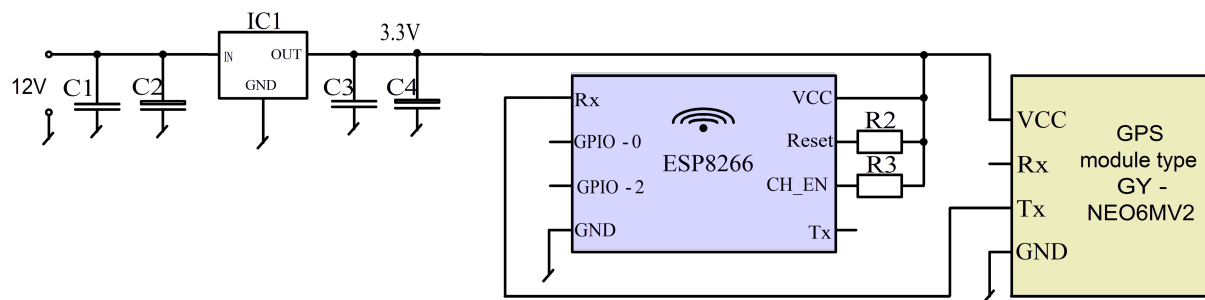 IC1
IN
OUT
GND
12V
C1
C2
C3
C4
3.3V
Rx
GPIO - 0
GPIO - 2
GND
ESP8266
VCC
Reset
CH_EN
Tx
R2
R3
VCC
Rx
Tx
GND
GPS
module type
GY -
NEO6MV2